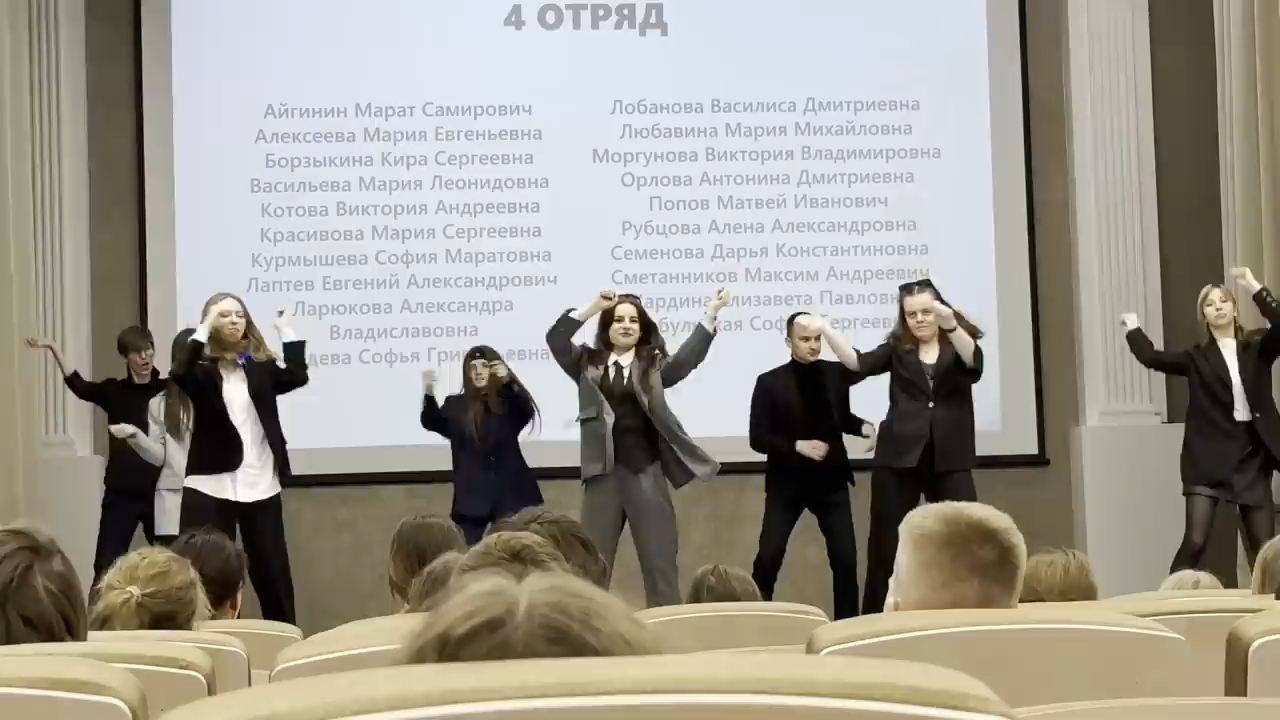 4 ОТРЯД
Айгинин Марат Самирович
Алексеева Мария Евгеньевна
Борзыкина Кира Сергеевна
Васильева Мария Леонидовна
Котова Виктория Андреевна
Красивова Мария Сергеевна
Курмышева София Маратовна
Лаптев Евгений Александрович
Ларюкова Александра
Владиславовна
Софья
Лобанова Василиса Дмитриевна
Любавина Мария Михайловна
Моргунова Виктория Владимировна
Орлова Антонина Дмитриевна
Попов Матвей Иванович
Рубцова Алена Александровна
Семенова Дарья Константиновна
Сметанников Максим Андреевич